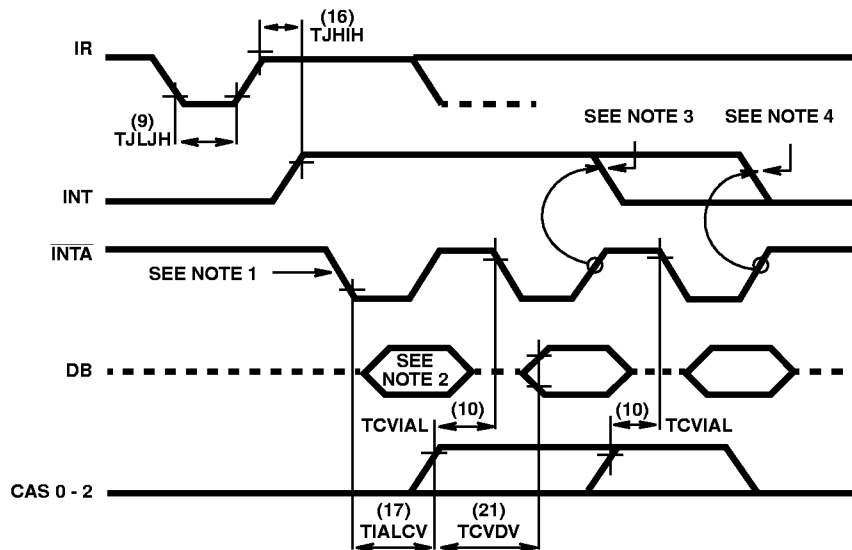 (16)
TJHIH
IR
(9)
TJLJH
SEE NOTE 3
SEE NOTE 4
INT
INTA
SEE NOTE 1
DB
SEE
NOTE 2
TCVIAL
(10)
(10)
TCVIAL
CAS 0 - 2
(17)
TIALCV
(21)
TCVDV